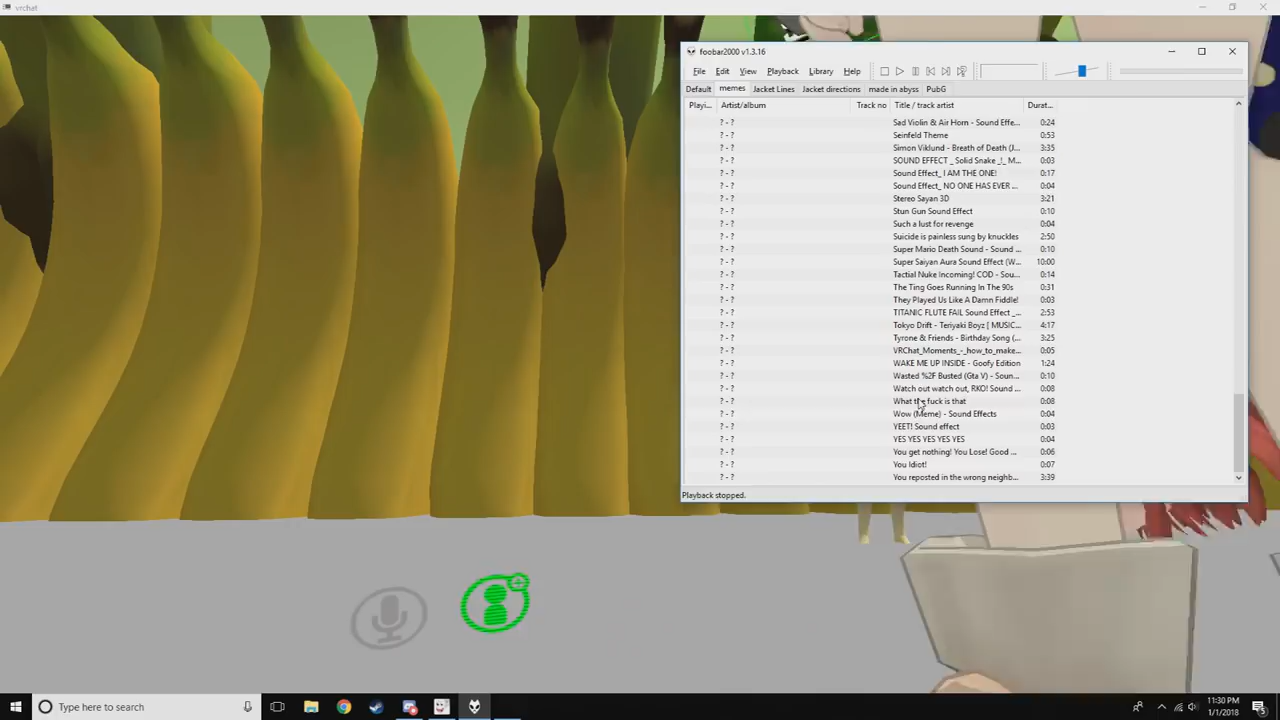 vrchat
foobar2000 v1.3.16
File Edit View Playback Library Help
Default memes Jacket Lines Jacket directions made in abyss PubG
Playi... Artist/album Track no Title / track artist Durat...
? - ? Sad Violin & Air Horn - Sound Effe... 0:24
? - ? Seinfeld Theme 0:53
? - ? Simon Viklund - Breath of Death (J... 3:35
? - ? SOUND EFFECT _ Solid Snake _!_ M... 0:03
? - ? Sound Effect_ I AM THE ONE! 0:17
? - ? Sound Effect_ NO ONE HAS EVER ... 0:04
? - ? Stereo Sayan 3D 3:21
? - ? Stun Gun Sound Effect 0:10
? - ? Such a lust for revenge 0:04
? - ? Suicide is painless sung by knuckles 2:50
? - ? Super Mario Death Sound - Sound ... 0:10
? - ? Super Saiyan Aura Sound Effect (W... 10:00
? - ? Tactial Nuke Incoming! COD - Sou... 0:14
? - ? The Ting Goes Running In The 90s 0:31
? - ? They Played Us Like A Damn Fiddle! 0:03
? - ? TITANIC FLUTE FAIL Sound Effect _... 2:53
? - ? Tokyo Drift - Teriyaki Boyz [ MUSIC... 4:17
? - ? Tyrone & Friends - Birthday Song (... 3:25
? - ? VRChat_Moments_-_how_to_make... 0:05
? - ? WAKE ME UP INSIDE - Goofy Edition 1:24
? - ? Wasted %2F Busted (Gta V) - Soun... 0:10
? - ? Watch out watch out, RKO! Sound ... 0:08
? - ? What the fuck is that 0:08
? - ? Wow (Meme) - Sound Effects 0:04
? - ? YEET! Sound effect 0:03
? - ? YES YES YES YES YES 0:04
? - ? You get nothing! You Lose! Good ... 0:06
? - ? You Idiot! 0:07
? - ? You reposted in the wrong neighb... 3:39
Playback stopped.
Type here to search
11:30 PM
1/1/2018